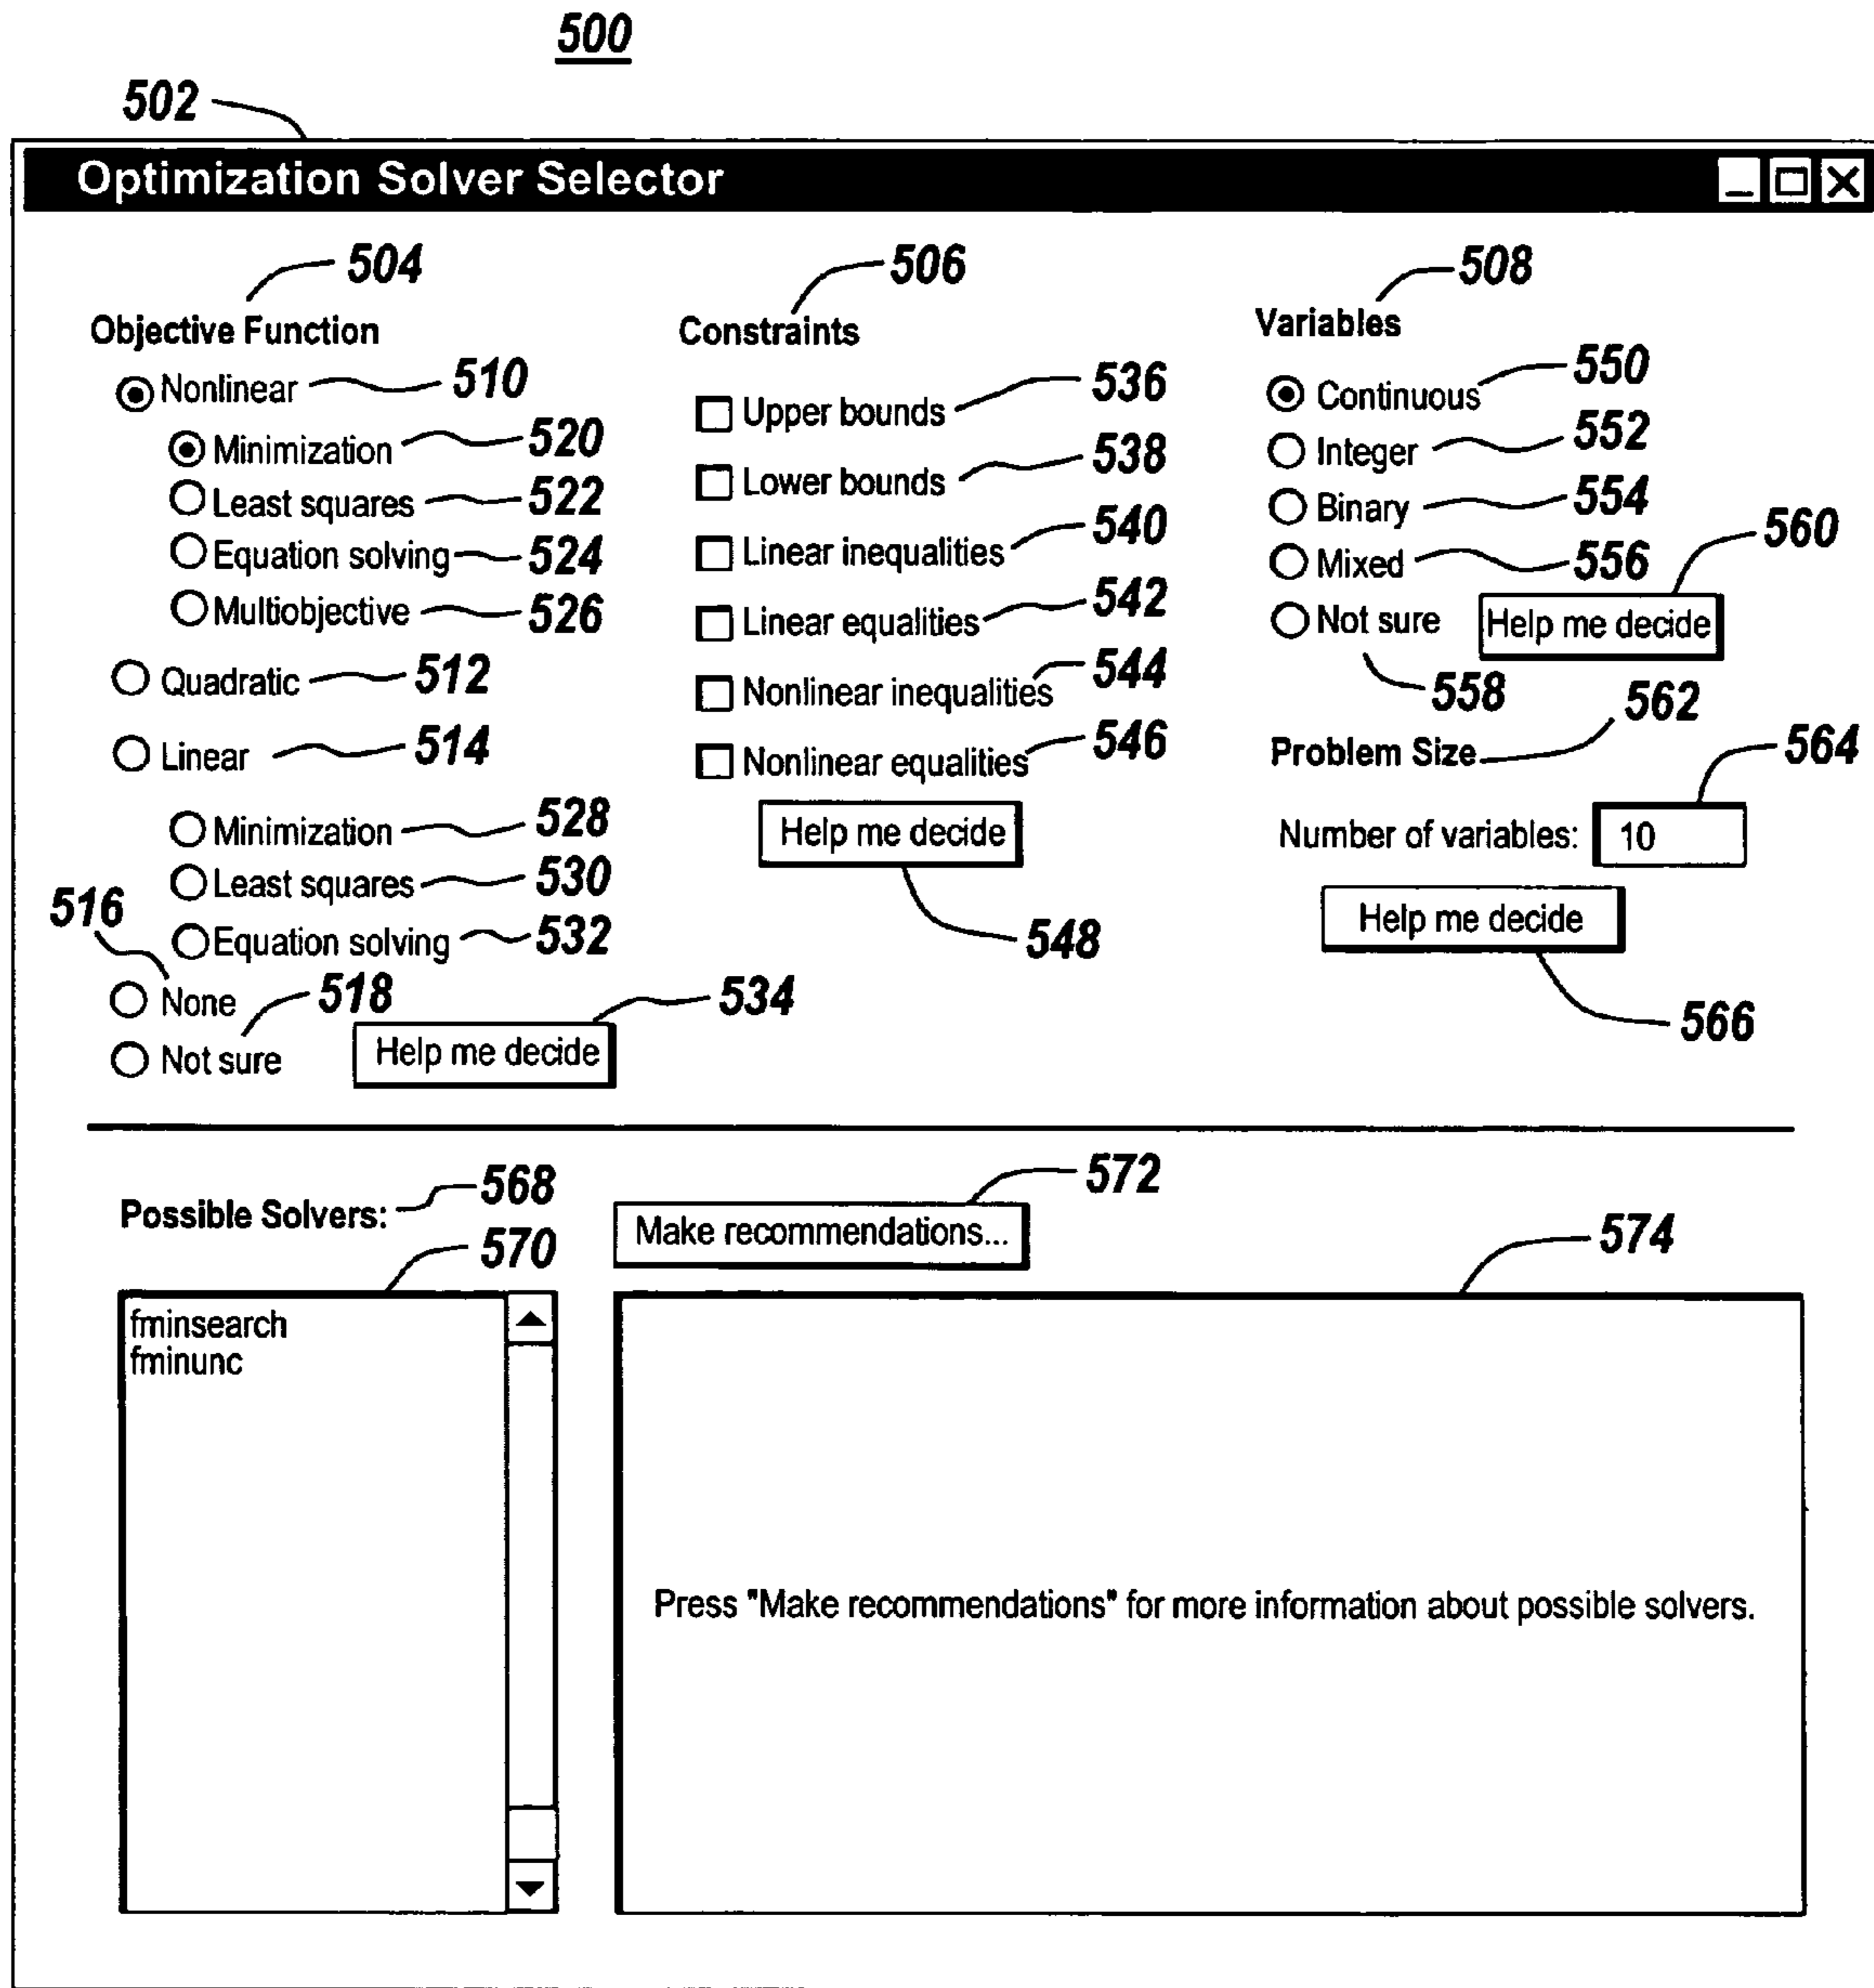 500
502
Optimization Solver Selector
504
Objective Function
Nonlinear 510
Minimization 520
Least squares 522
Equation solving 524
Multiobjective 526
Quadratic 512
Linear 514
Minimization 528
Least squares 530
Equation solving 532
516
None
518
Not sure
Help me decide
534
506
Constraints
Upper bounds 536
Lower bounds 538
Linear inequalities 540
Linear equalities 542
Nonlinear inequalities 544
Nonlinear equalities 546
Help me decide
548
508
Variables
Continuous 550
Integer 552
Binary 554
Mixed 556
560
Not sure
Help me decide
558
562
Problem Size
564
Number of variables: 10
Help me decide
566
Possible Solvers: 568
570
fminsearch
fminunc
572
Make recommendations...
574
Press "Make recommendations" for more information about possible solvers.